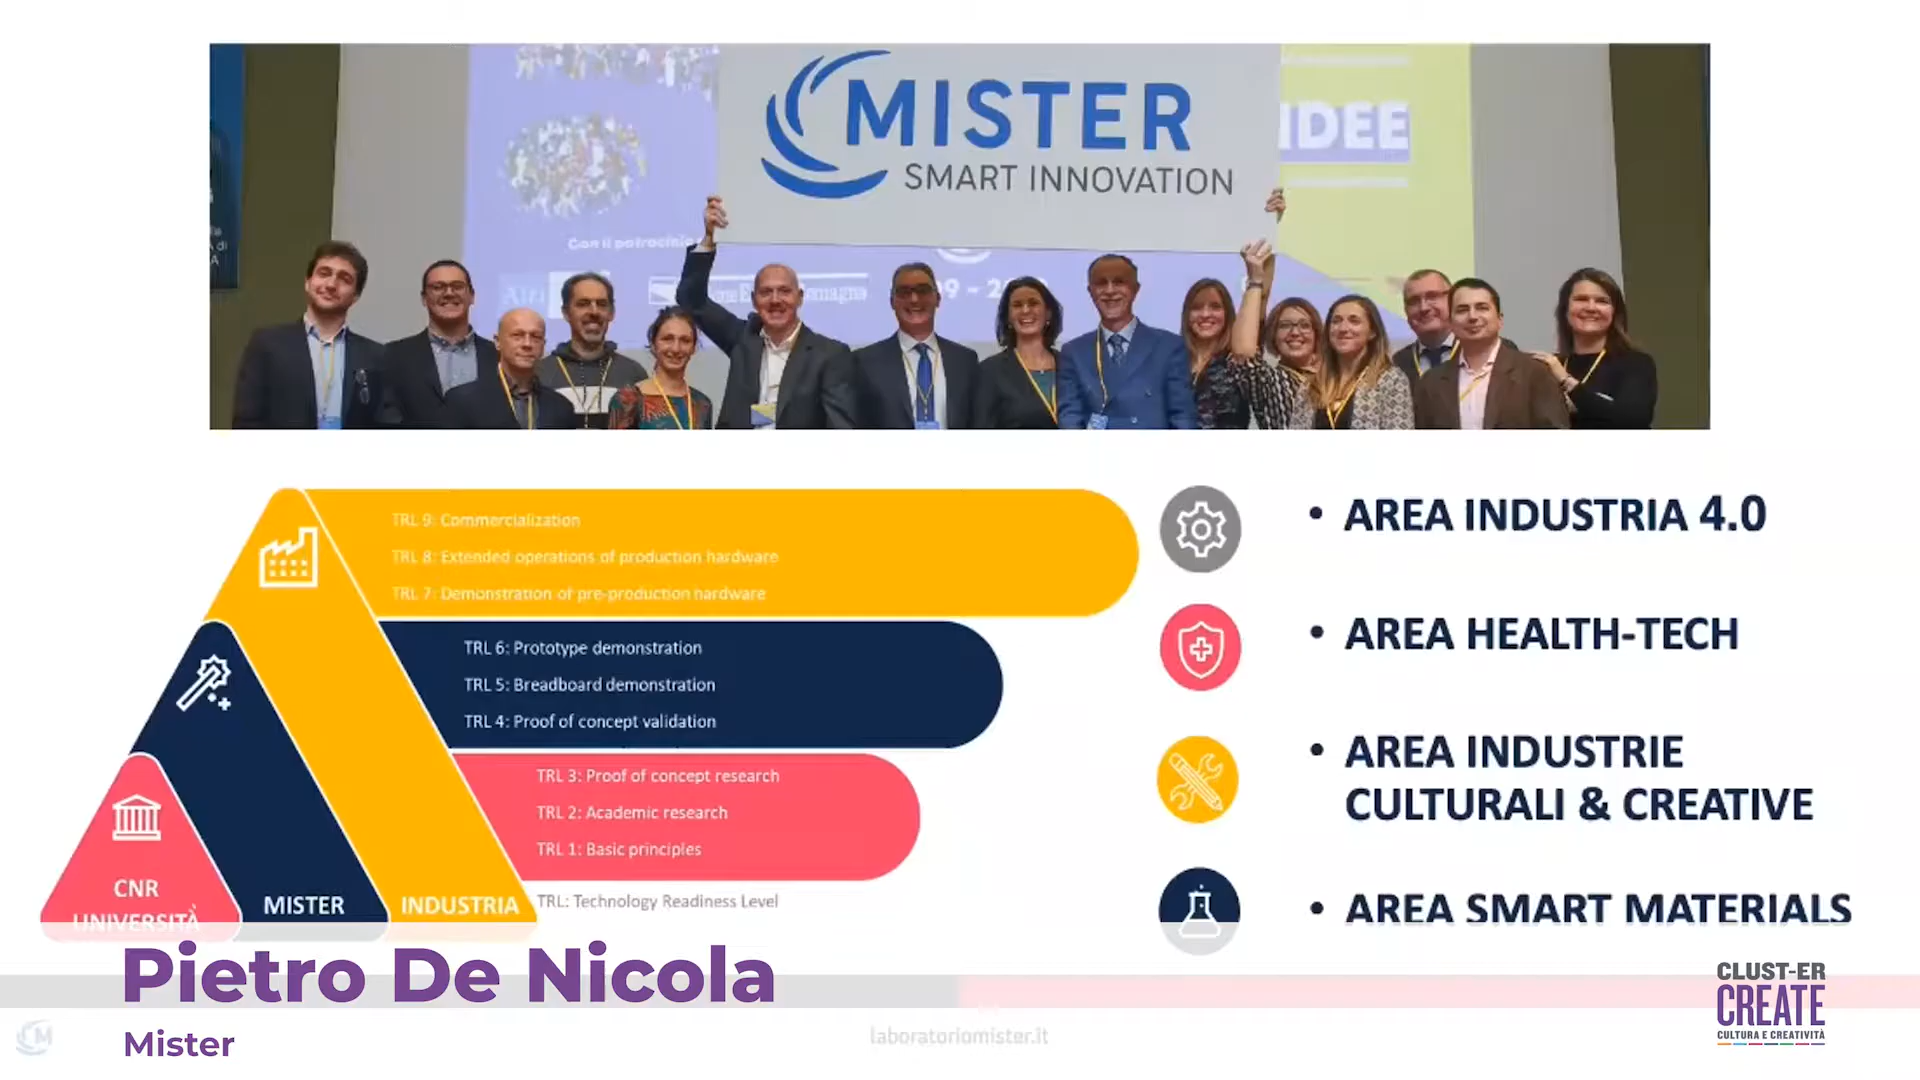 MISTER
SMART INNOVATION
IDEE
Con il patrocinio
TRL 9: Commercialization
TRL 8: Extended operations of production hardware
TRL 7: Demonstration of pre-production hardware
TRL 6: Prototype demonstration
TRL 5: Breadboard demonstration
TRL 4: Proof of concept validation
TRL 3: Proof of concept research
TRL 2: Academic research
TRL 1: Basic principles
TRL: Technology Readiness Level
CNR
UNIVERSITÀ
MISTER
INDUSTRIA
• AREA INDUSTRIA 4.0
• AREA HEALTH-TECH
• AREA INDUSTRIE
CULTURALI & CREATIVE
• AREA SMART MATERIALS
Pietro De Nicola
Mister
laboratoriomister.it
CLUST-ER
CREATE
CULTURA E CREATIVITÀ